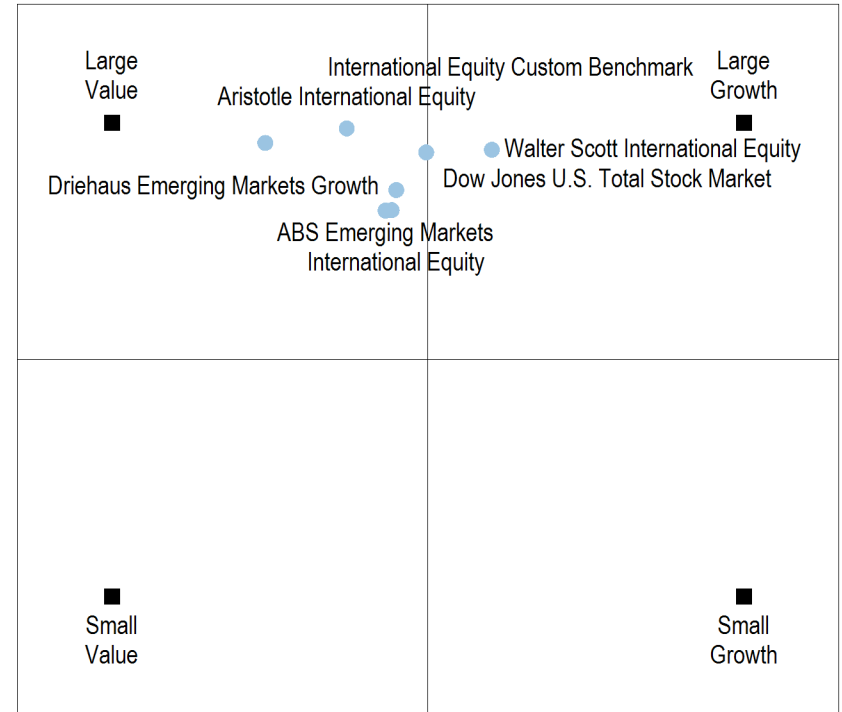 Large
Value
International Equity Custom Benchmark
Aristotle International Equity
Large
Growth
Walter Scott International Equity
Dow Jones U.S. Total Stock Market
Driehaus Emerging Markets Growth
ABS Emerging Markets
International Equity
Small
Value
Small
Growth